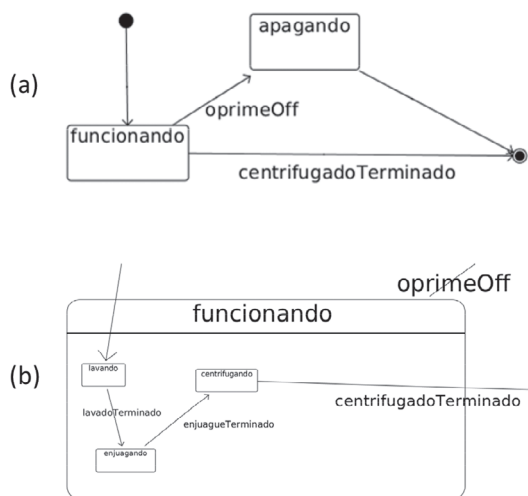 apagando
(a)
oprimeOff
funcionando
centrifugadoTerminado
oprimeOff
funcionando
lavando
centrifugando
(b)
centrifugadoTerminado
lavadoTerminado
enjuagueTerminado
enjuagando